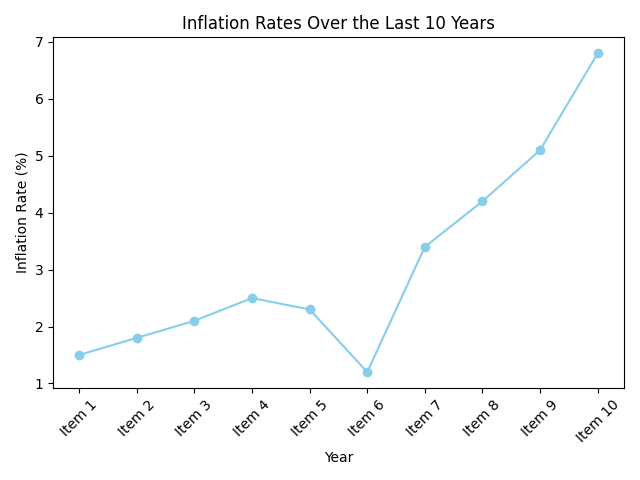 Inflation Rates Over the Last 10 Years
Inflation Rate (%)
7
6
5
4
3
2
1
Item 1
Item 2
Item 3
Item 4
Item 5
Item 6
Item 7
Item 8
Item 9
Item 10
Year